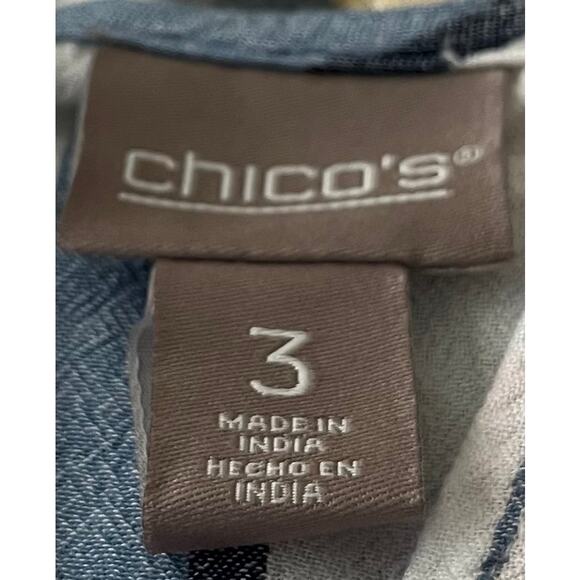 chico's®
3
MADE IN
INDIA
HECHO EN
INDIA